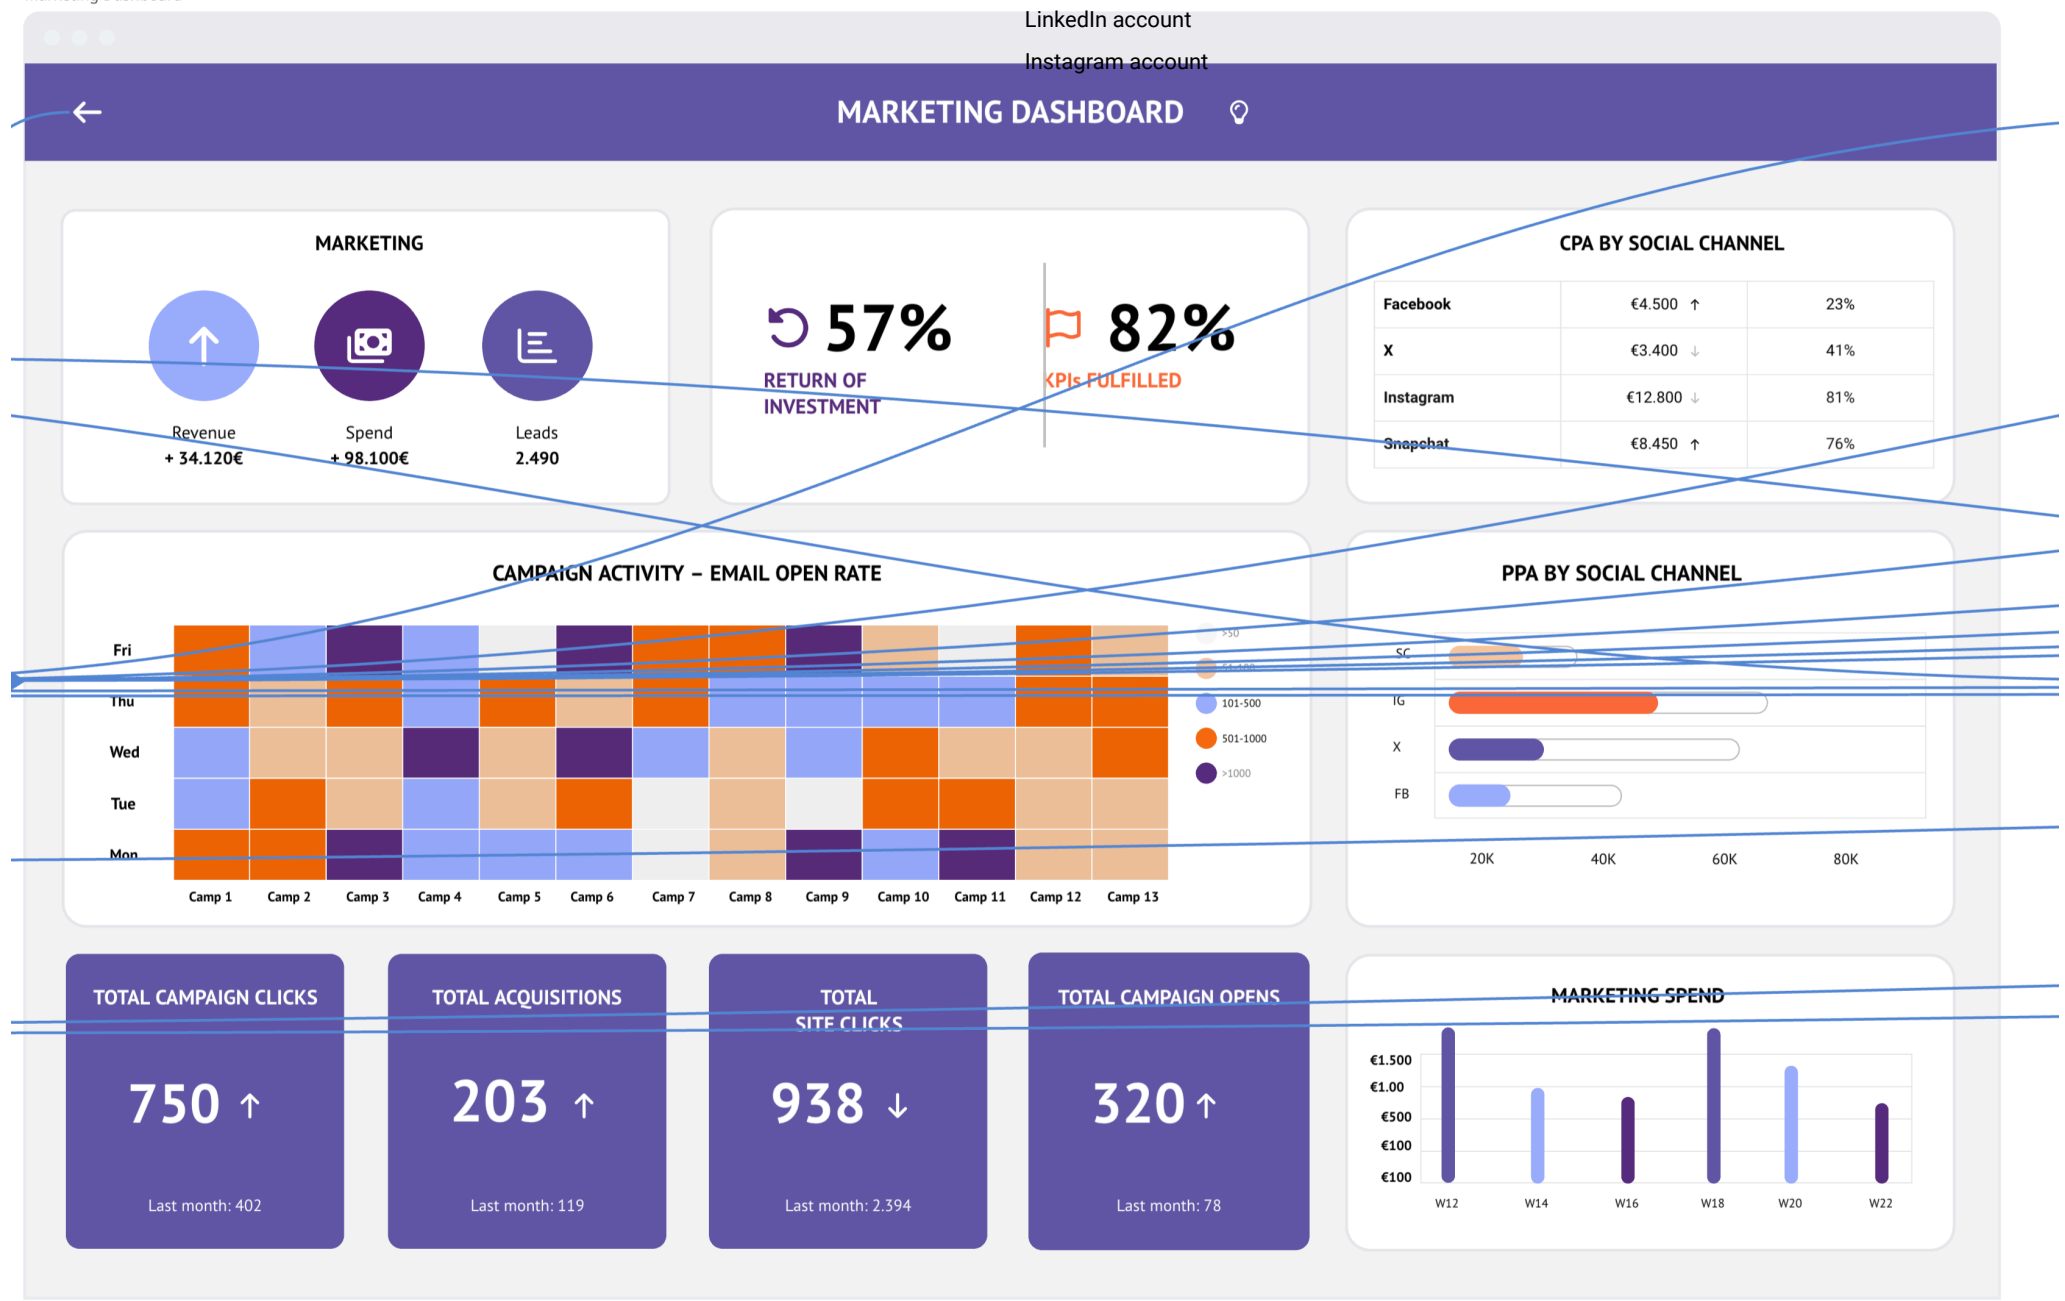 LinkedIn account
Instagram account
MARKETING DASHBOARD
MARKETING
Revenue
+ 34.120€
Spend
+ 98.100€
Leads
2.490
57%
RETURN OF
INVESTMENT
82%
KPIs FULFILLED
CPA BY SOCIAL CHANNEL
Facebook €4.500 ↑ 23%
X €3.400 ↓ 41%
Instagram €12.800 ↓ 81%
Snapchat €8.450 ↑ 76%
CAMPAIGN ACTIVITY – EMAIL OPEN RATE
Fri
Thu
Wed
Tue
Mon
Camp 1 Camp 2 Camp 3 Camp 4 Camp 5 Camp 6 Camp 7 Camp 8 Camp 9 Camp 10 Camp 11 Camp 12 Camp 13
>50
101-500
501-1000
>1000
PPA BY SOCIAL CHANNEL
SC
IG
X
FB
20K 40K 60K 80K
TOTAL CAMPAIGN CLICKS
750 ↑
Last month: 402
TOTAL ACQUISITIONS
203 ↑
Last month: 119
TOTAL
SITE CLICKS
938 ↓
Last month: 2.394
TOTAL CAMPAIGN OPENS
320 ↑
Last month: 78
MARKETING SPEND
€1.500
€1.00
€500
€100
€100
W12 W14 W16 W18 W20 W22